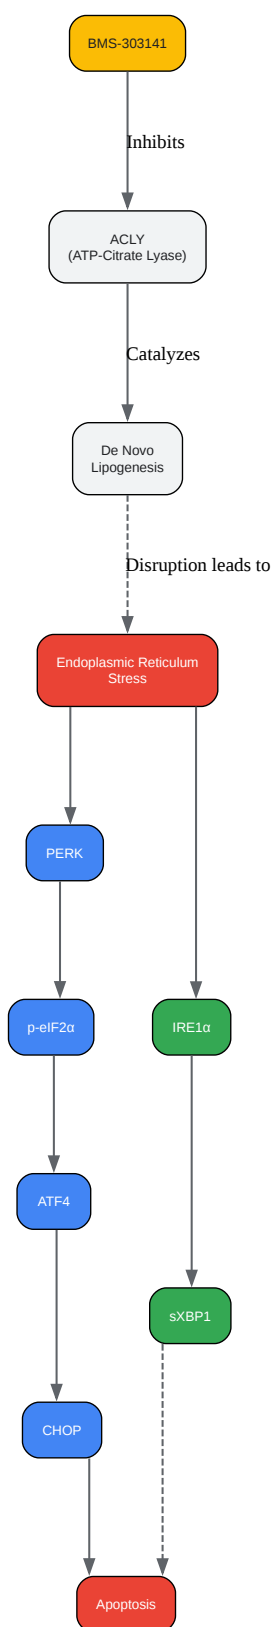 BMS-303141
Inhibits
ACLY
(ATP-Citrate Lyase)
Catalyzes
De Novo
Lipogenesis
Disruption leads to
Endoplasmic Reticulum
Stress
PERK
p-eIF2α
IRE1α
ATF4
sXBP1
CHOP
Apoptosis